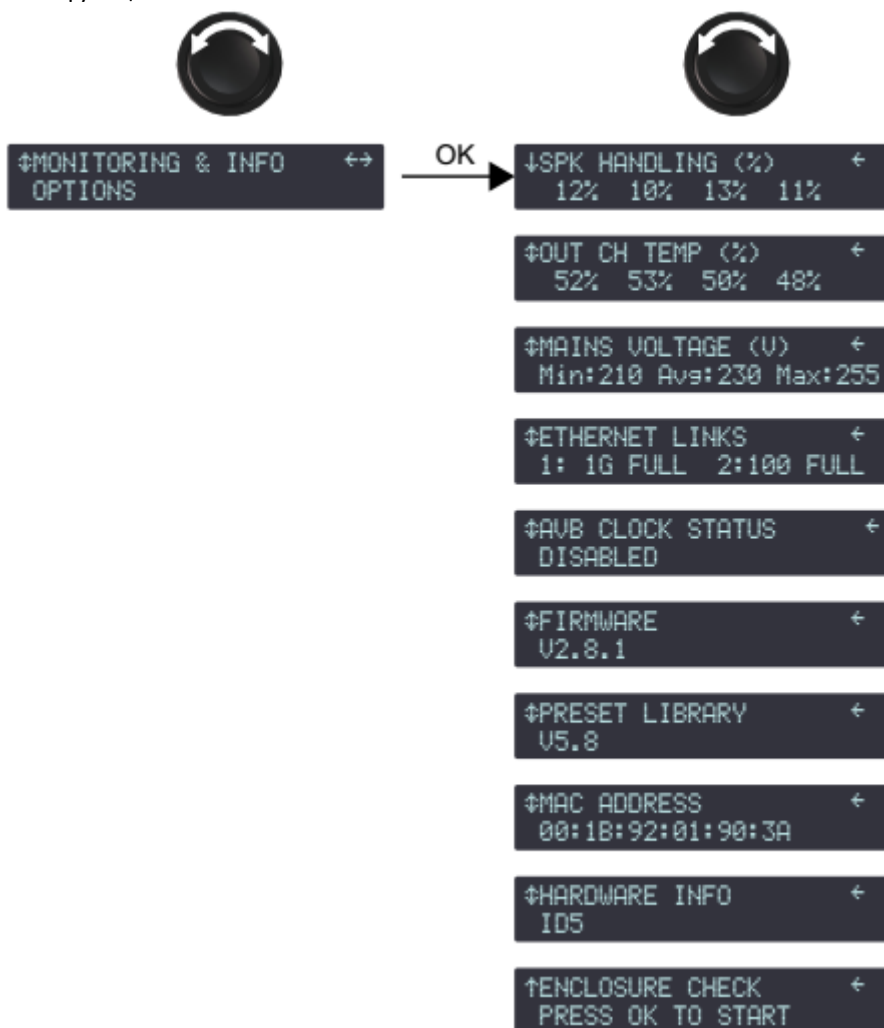 ⇕MONITORING & INFO ←→
OPTIONS
OK
↓SPK HANDLING (%) ←
12% 10% 13% 11%
⇕OUT CH TEMP (%) ←
52% 53% 50% 48%
⇕MAINS VOLTAGE (V) ←
Min:210 Avg:230 Max:255
⇕ETHERNET LINKS ←
1: 1G FULL 2:100 FULL
⇕AVB CLOCK STATUS ←
DISABLED
⇕FIRMWARE ←
V2.8.1
⇕PRESET LIBRARY ←
V5.8
⇕MAC ADDRESS ←
00:1B:92:01:90:3A
⇕HARDWARE INFO ←
ID5
↑ENCLOSURE CHECK ←
PRESS OK TO START